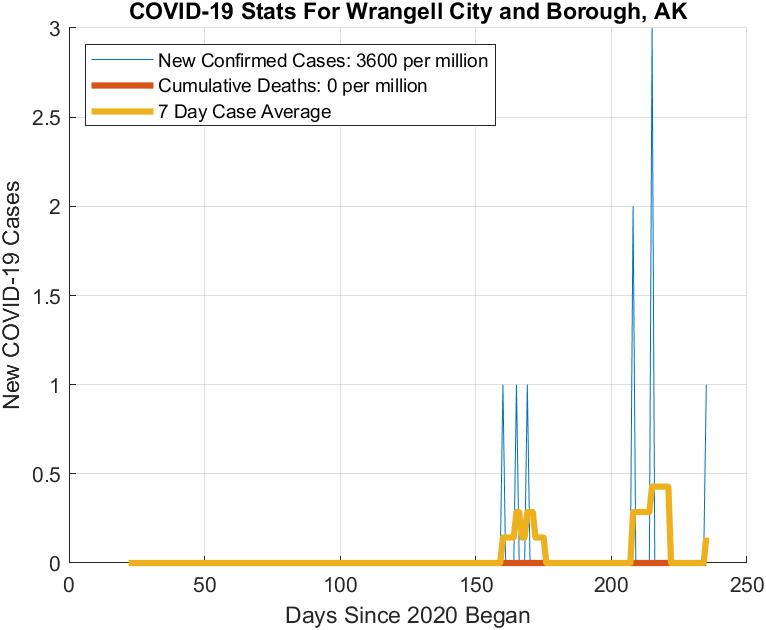 COVID-19 Stats For Wrangell City and Borough, AK
New Confirmed Cases: 3600 per million
Cumulative Deaths: 0 per million
7 Day Case Average
New COVID-19 Cases
3
2.5
2
1.5
1
0.5
0
0
50
100
150
200
250
Days Since 2020 Began